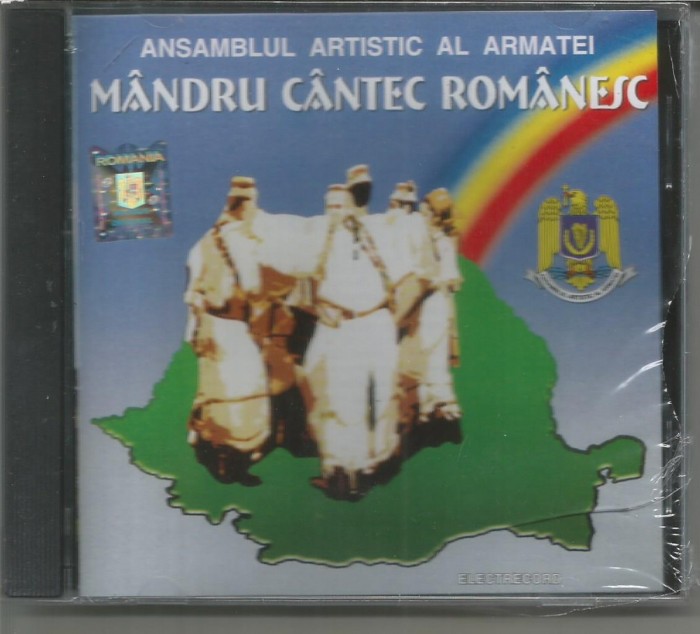 ANSAMBLUL ARTISTIC AL ARMATEI
MÂNDRU CÂNTEC ROMÂNESC
ROMANIA
ELECTRECORD